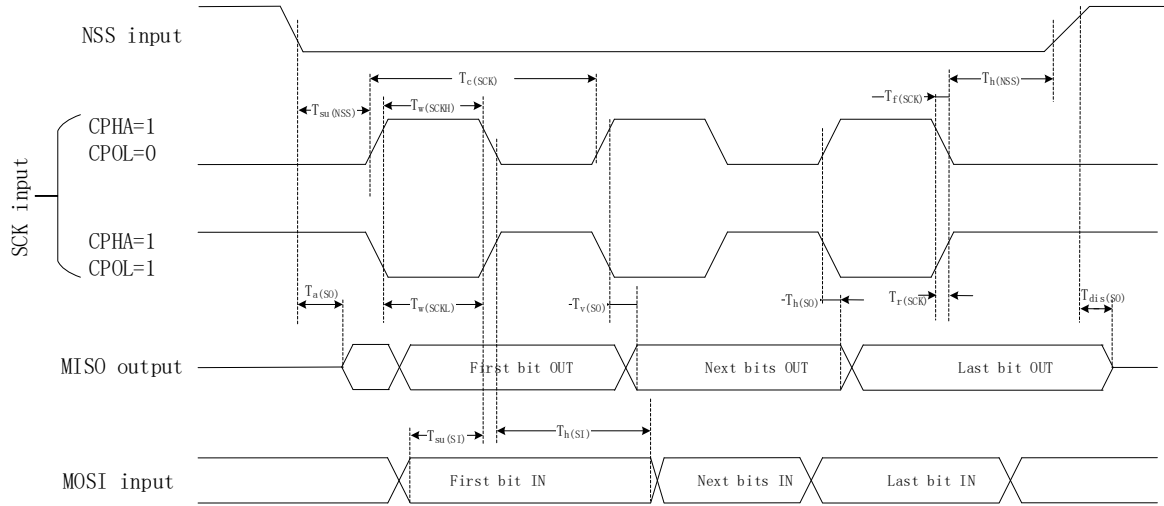 NSS input
Tc(SCK)
Th(NSS)
Tsu(NSS)
Tw(SCKH)
Tf(SCK)
CPHA=1
CPOL=0
SCK input
CPHA=1
CPOL=1
Ta(SO)
Tw(SCKL)
Tv(SO)
Th(SO)
Tr(SCK)
Tdis(SO)
MISO output
First bit OUT
Next bits OUT
Last bit OUT
Tsu(SI)
Th(SI)
MOSI input
First bit IN
Next bits IN
Last bit IN